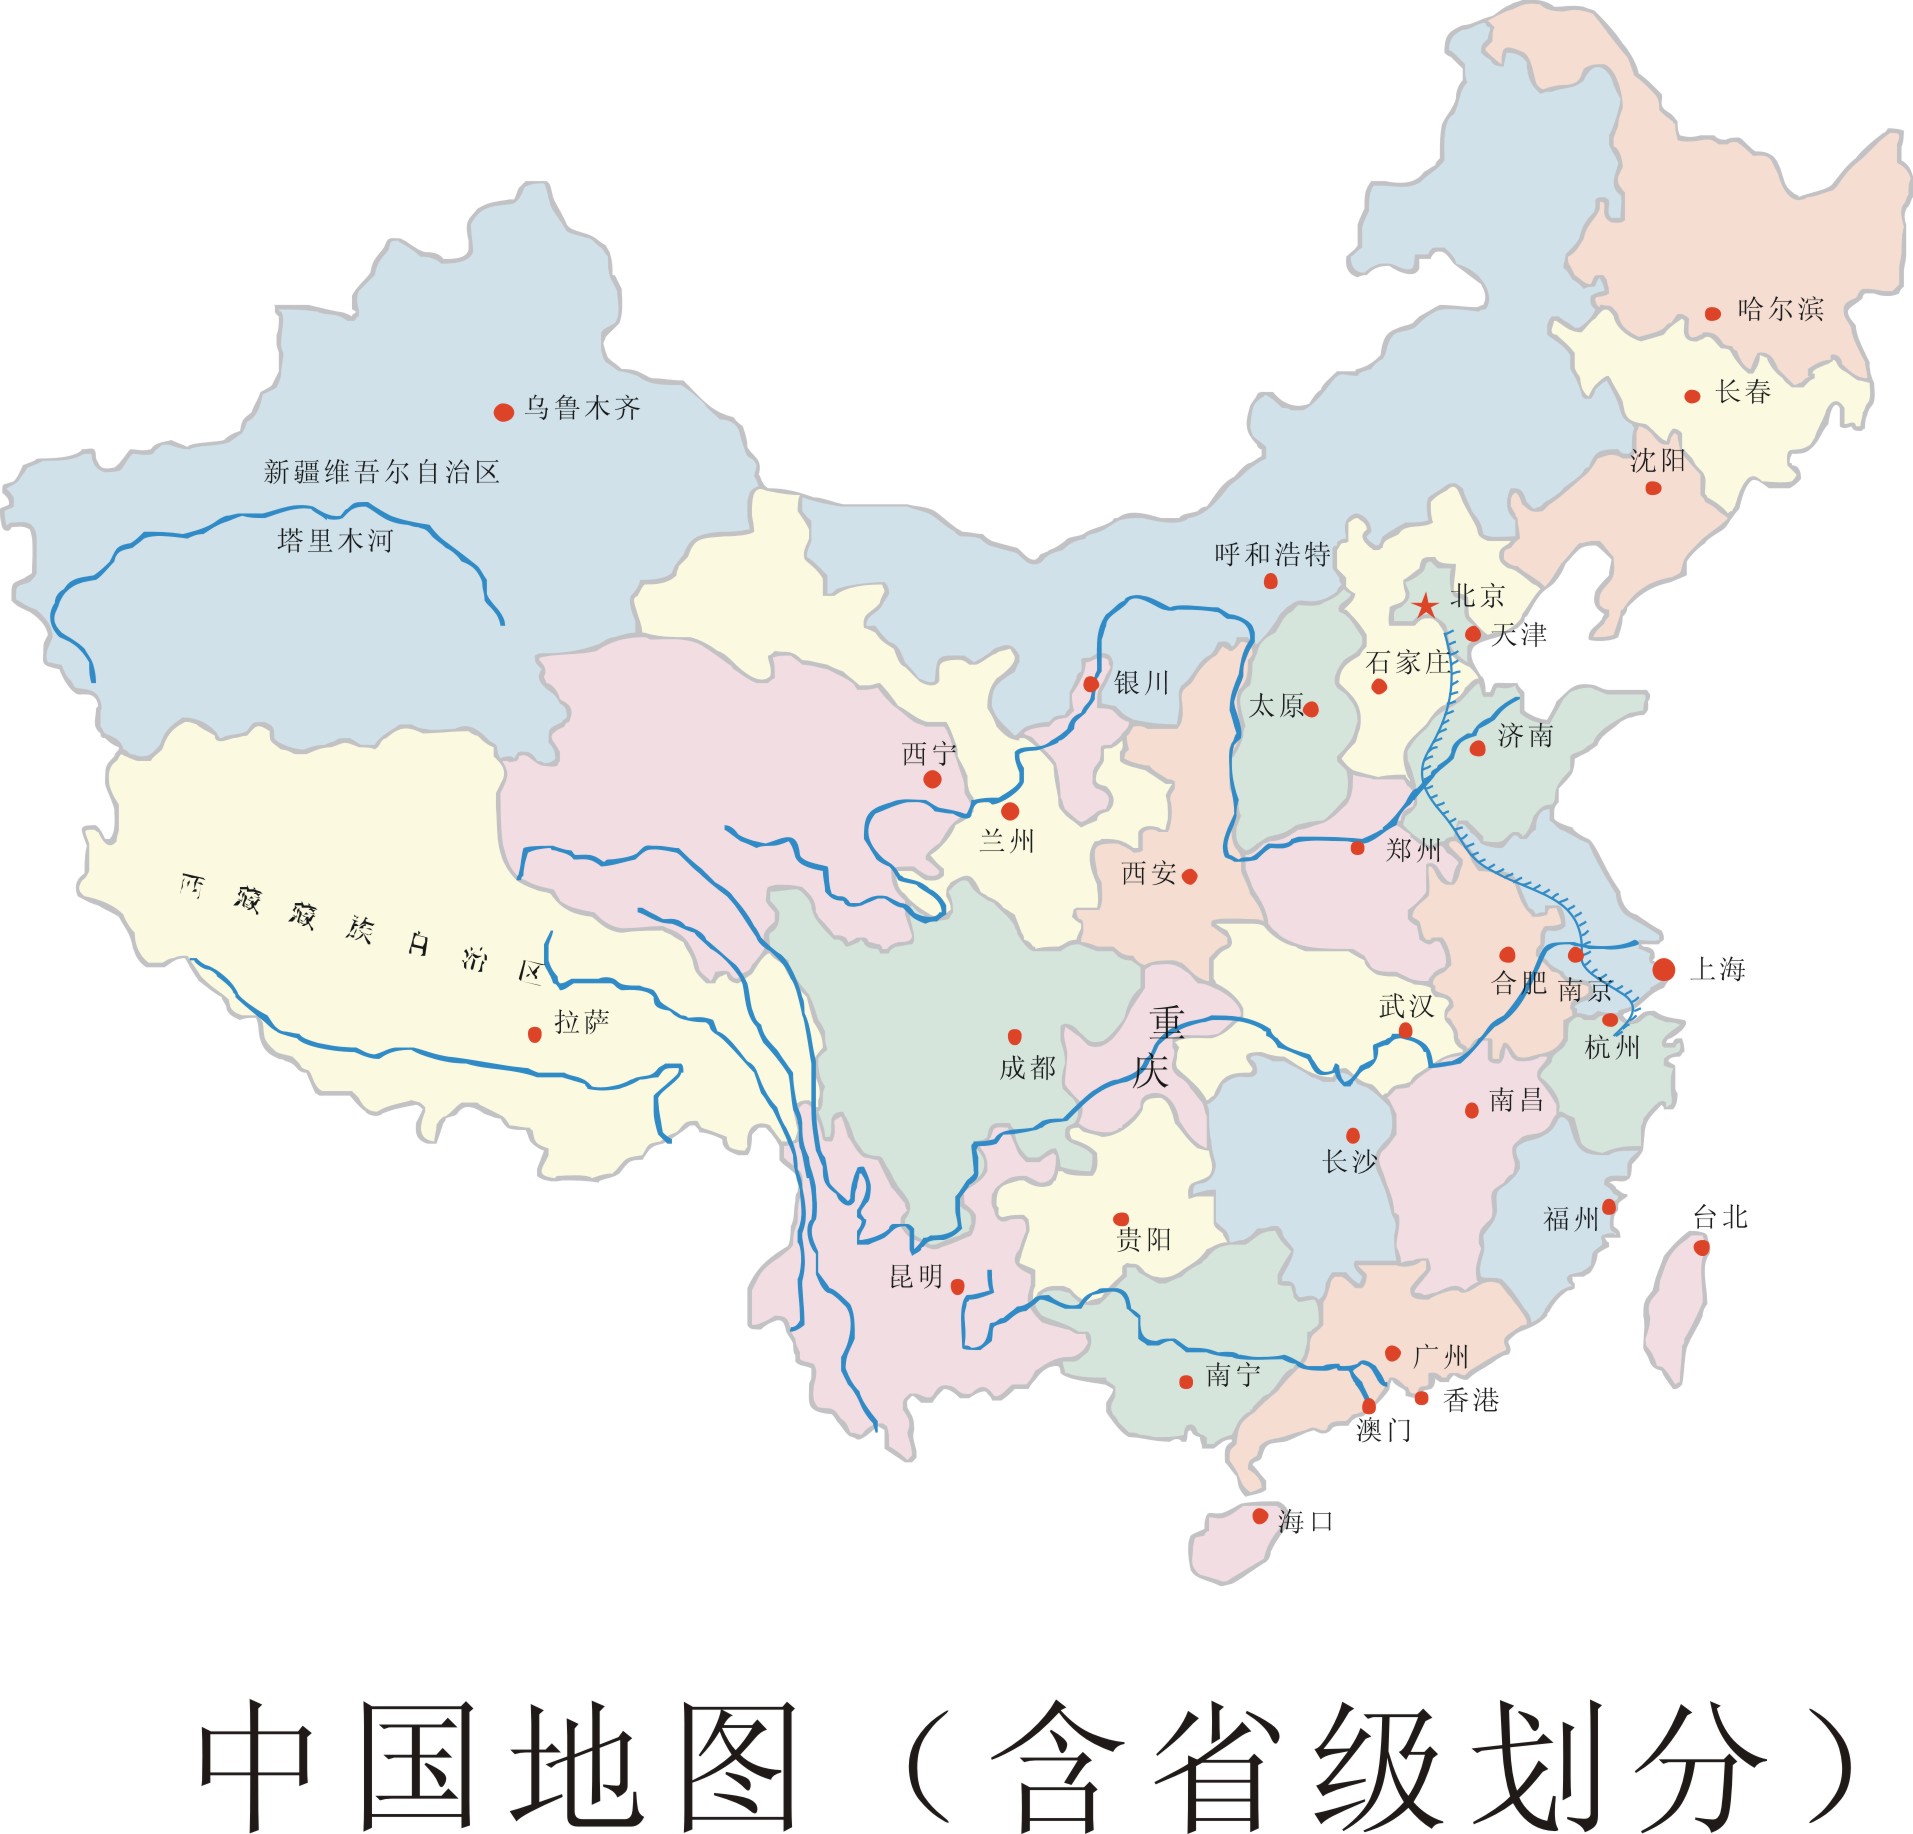 哈尔滨
长春
乌鲁木齐
沈阳
新疆维吾尔自治区
塔里木河
呼和浩特
北京
天津
石家庄
银川
太原
济南
西宁
兰州
郑州
西安
西藏藏族自治区
上海
合肥
南京
武汉
重庆
拉萨
杭州
成都
南昌
长沙
福州
台北
贵阳
昆明
广州
南宁
香港
澳门
海口
中国地图（含省级划分）